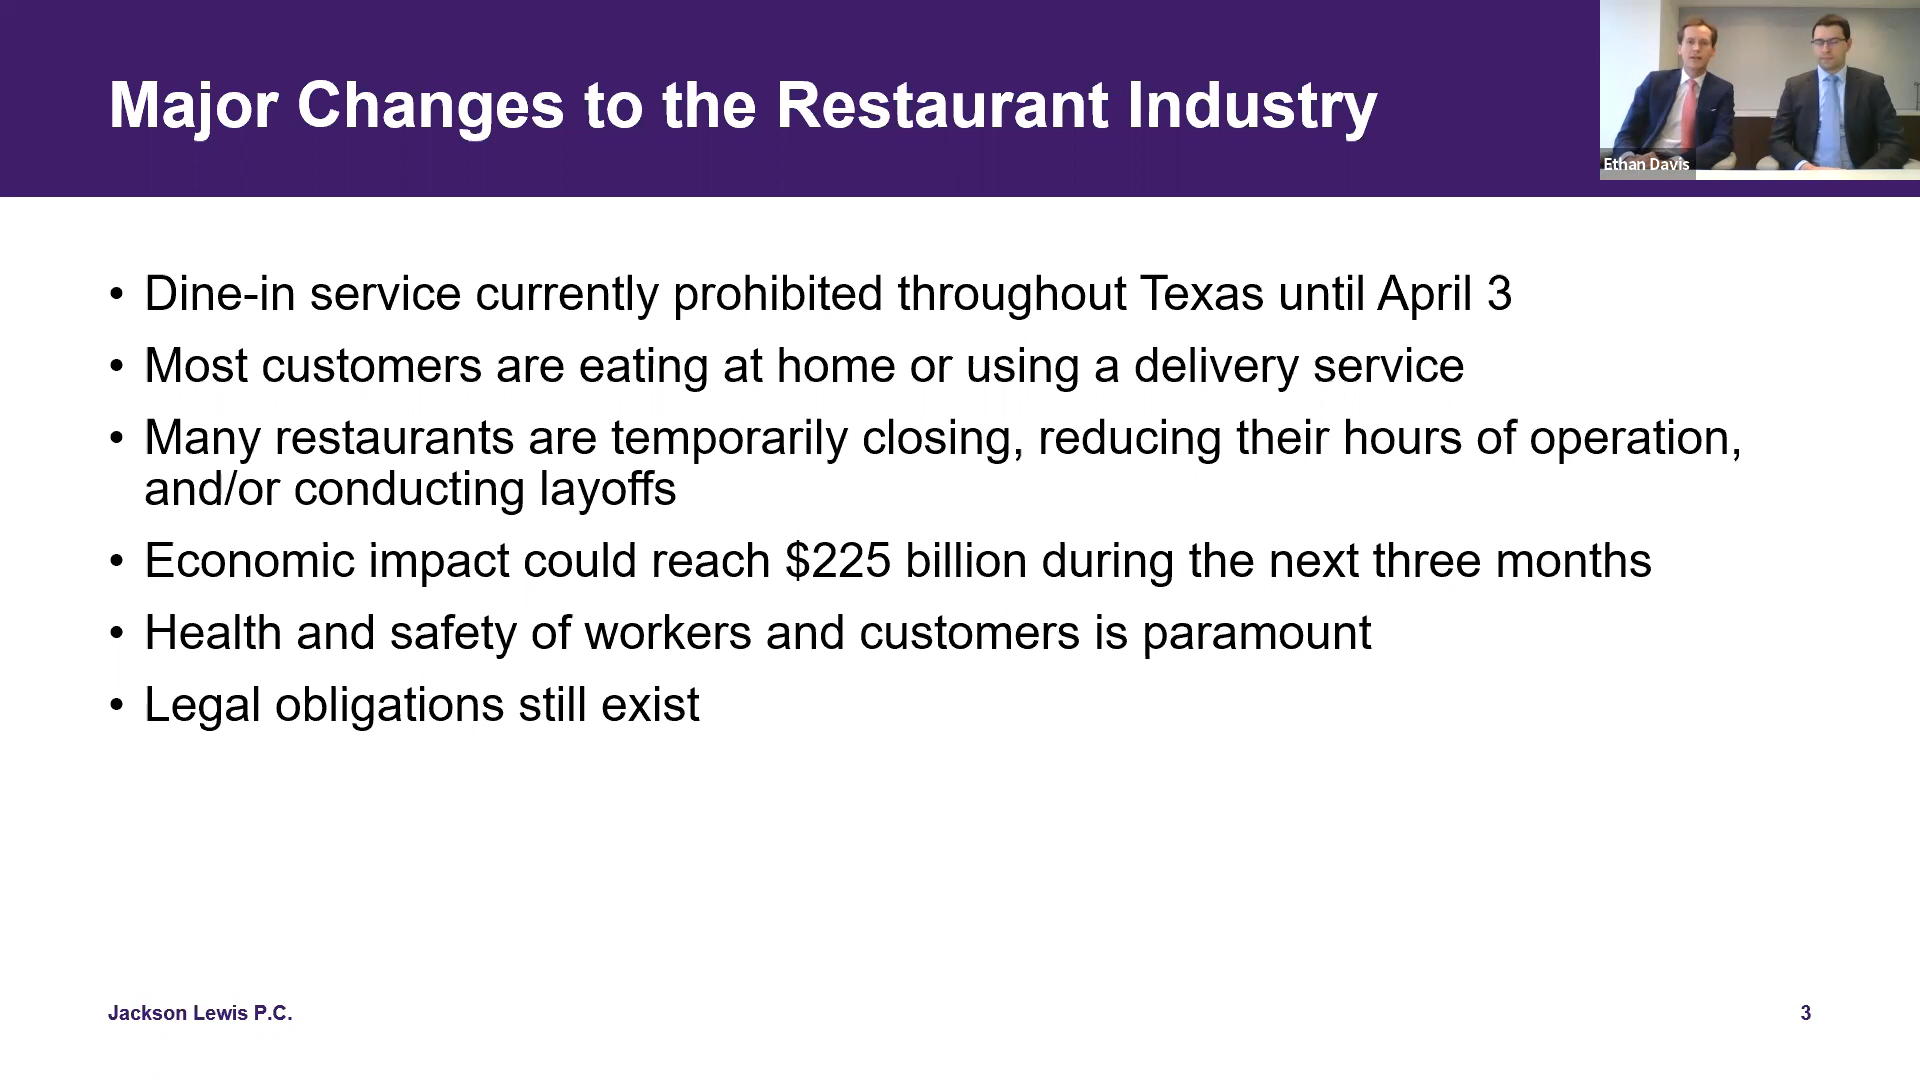 Major Changes to the Restaurant Industry
Ethan Davis
• Dine-in service currently prohibited throughout Texas until April 3
• Most customers are eating at home or using a delivery service
• Many restaurants are temporarily closing, reducing their hours of operation,
and/or conducting layoffs
• Economic impact could reach $225 billion during the next three months
• Health and safety of workers and customers is paramount
• Legal obligations still exist
Jackson Lewis P.C.
3